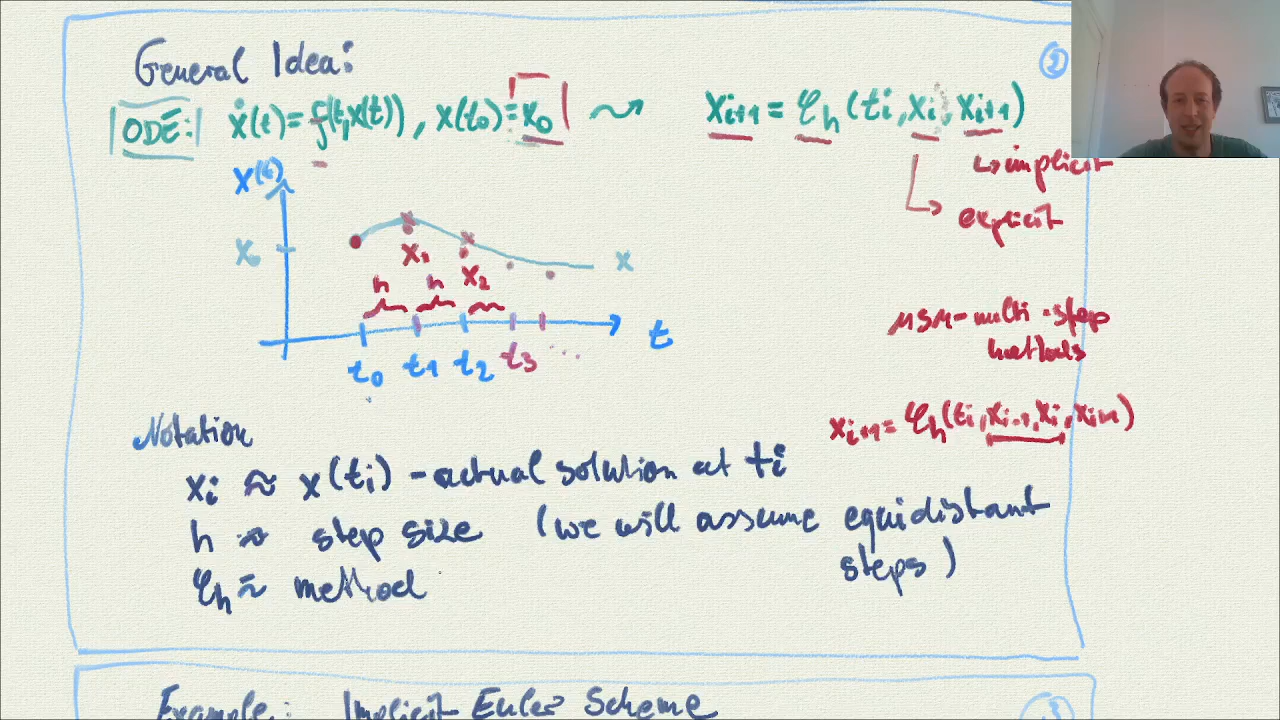 General Idea:
②
ODE: ẋ(t) = f(t, x(t)), x(t₀) = x₀ ⇝ xᵢ₊₁ = φₕ(tᵢ, xᵢ, xᵢ₊₁)
↳ implicit
explicit
x(t)
x₀
x₁
x₂
x
h h
t
t₀ t₁ t₂ t₃ ...
MSM - multi-step
methods
xᵢ₊₁ = φₕ(tᵢ, xᵢ₋₁, xᵢ, xᵢ₊₁)
Notation
xᵢ ≈ x(tᵢ) - actual solution at tᵢ
h ≈ step size (we will assume equidistant
steps)
φₕ ≈ method
Example: Implicit Euler Scheme